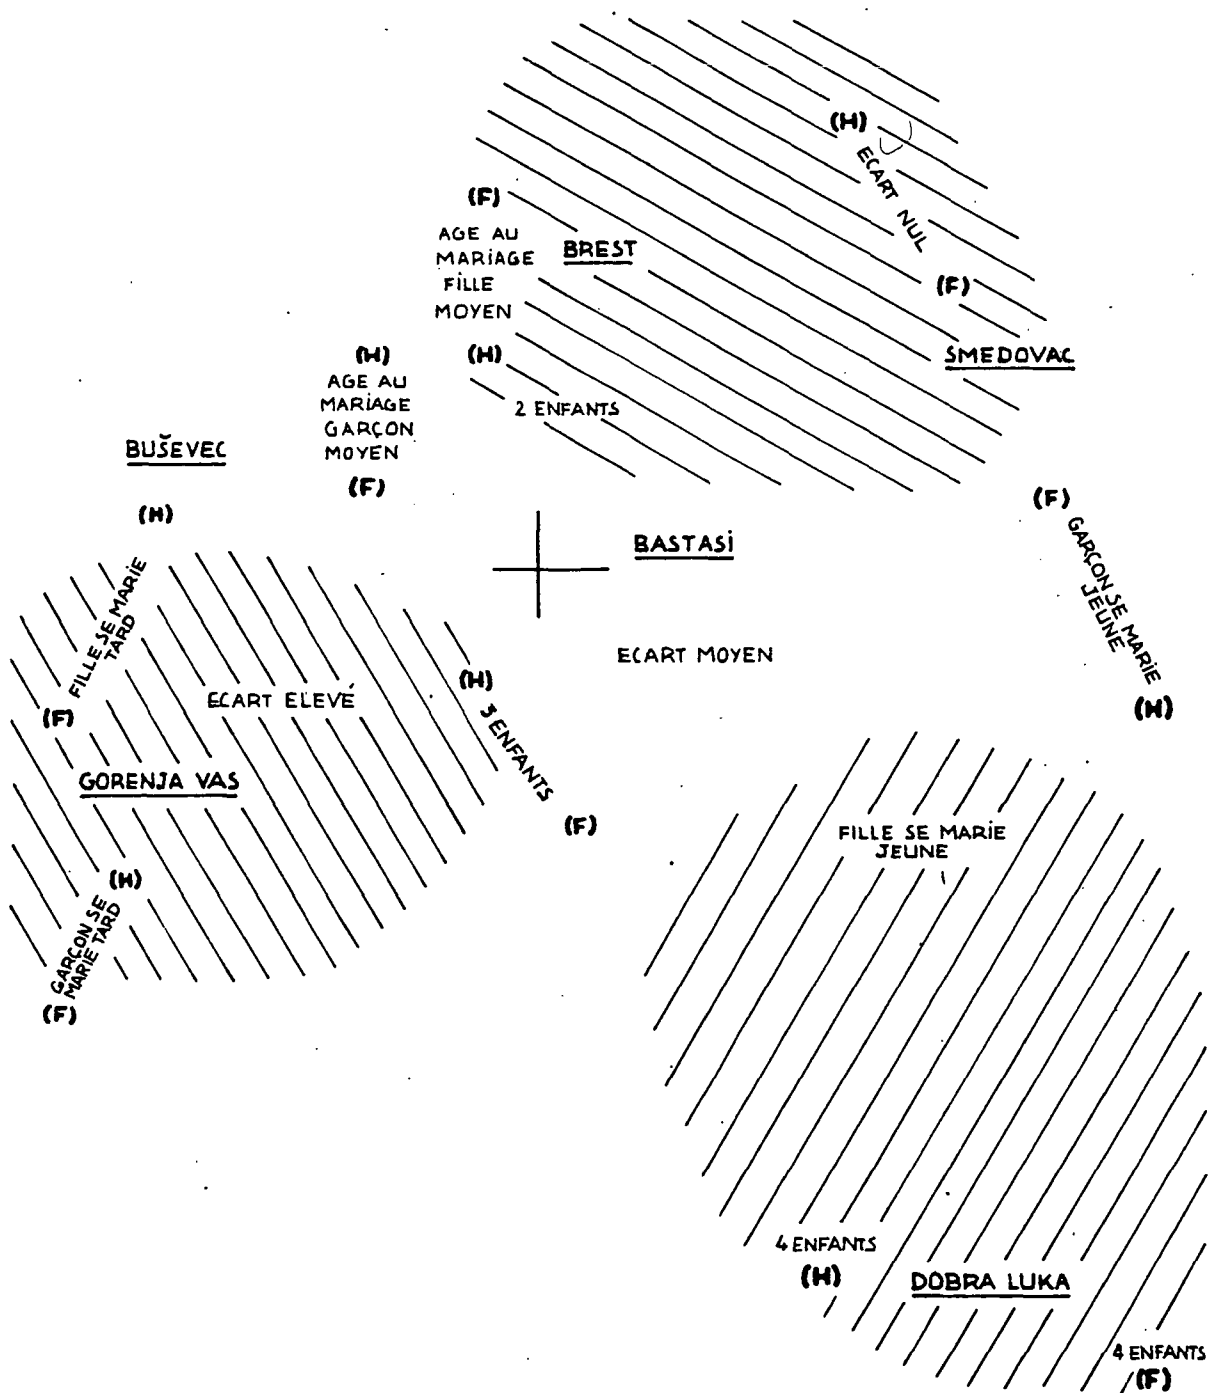 (H)
ECART NUL
(F)
(F)
AGE AU
MARIAGE
FILLE
MOYEN
(H)
BREST
SMEDOVAC
2 ENFANTS
(H)
AGE AU
MARIAGE
GARÇON
MOYEN
(F)
BUŠEVEC
(H)
FILLE SE MARIE
TARD
(F)
BASTASI
(F)
GARÇON SE MARIE
JEUNE
(H)
ECART MOYEN
ECART ELEVÉ
(H)
3 ENFANTS
(F)
GORENJA VAS
(H)
GARÇON SE
MARIE TARD
(F)
FILLE SE MARIE
JEUNE
4 ENFANTS
(H)
DOBRA LUKA
4 ENFANTS
(F)